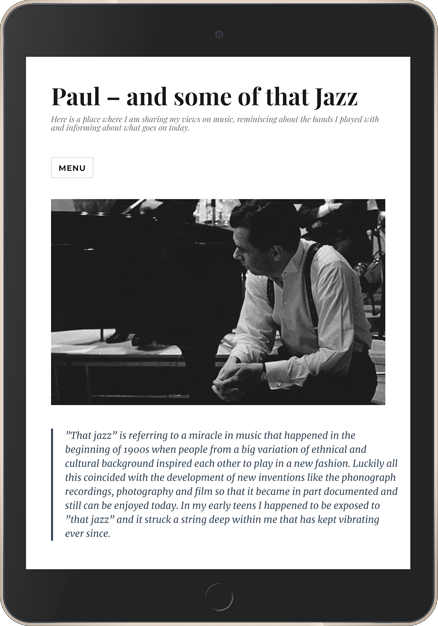 Paul – and some of that Jazz
Here is a place where I am sharing my views on music, reminiscing about the bands I played with
and informing about what goes on today.
MENU
”That jazz” is referring to a miracle in music that happened in the
beginning of 1900s when people from a big variation of ethnical and
cultural background inspired each other to play in a new fashion. Luckily all
this coincided with the development of new inventions like the phonograph
recordings, photography and film so that it became in part documented and
still can be enjoyed today. In my early teens I happened to be exposed to
”that jazz” and it struck a string deep within me that has kept vibrating
ever since.